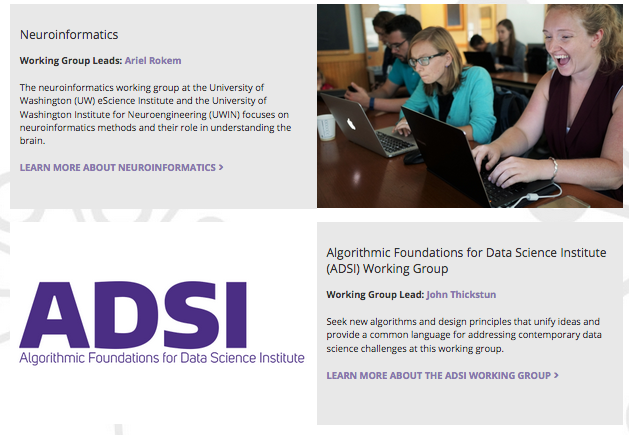 Neuroinformatics
Working Group Leads: Ariel Rokem
The neuroinformatics working group at the University of
Washington (UW) eScience Institute and the University of
Washington Institute for Neuroengineering (UWIN) focuses on
neuroinformatics methods and their role in understanding the
brain.
LEARN MORE ABOUT NEUROINFORMATICS >
ADSI
Algorithmic Foundations for Data Science Institute
Algorithmic Foundations for Data Science Institute
(ADSI) Working Group
Working Group Lead: John Thickstun
Seek new algorithms and design principles that unify ideas and
provide a common language for addressing contemporary data
science challenges at this working group.
LEARN MORE ABOUT THE ADSI WORKING GROUP >